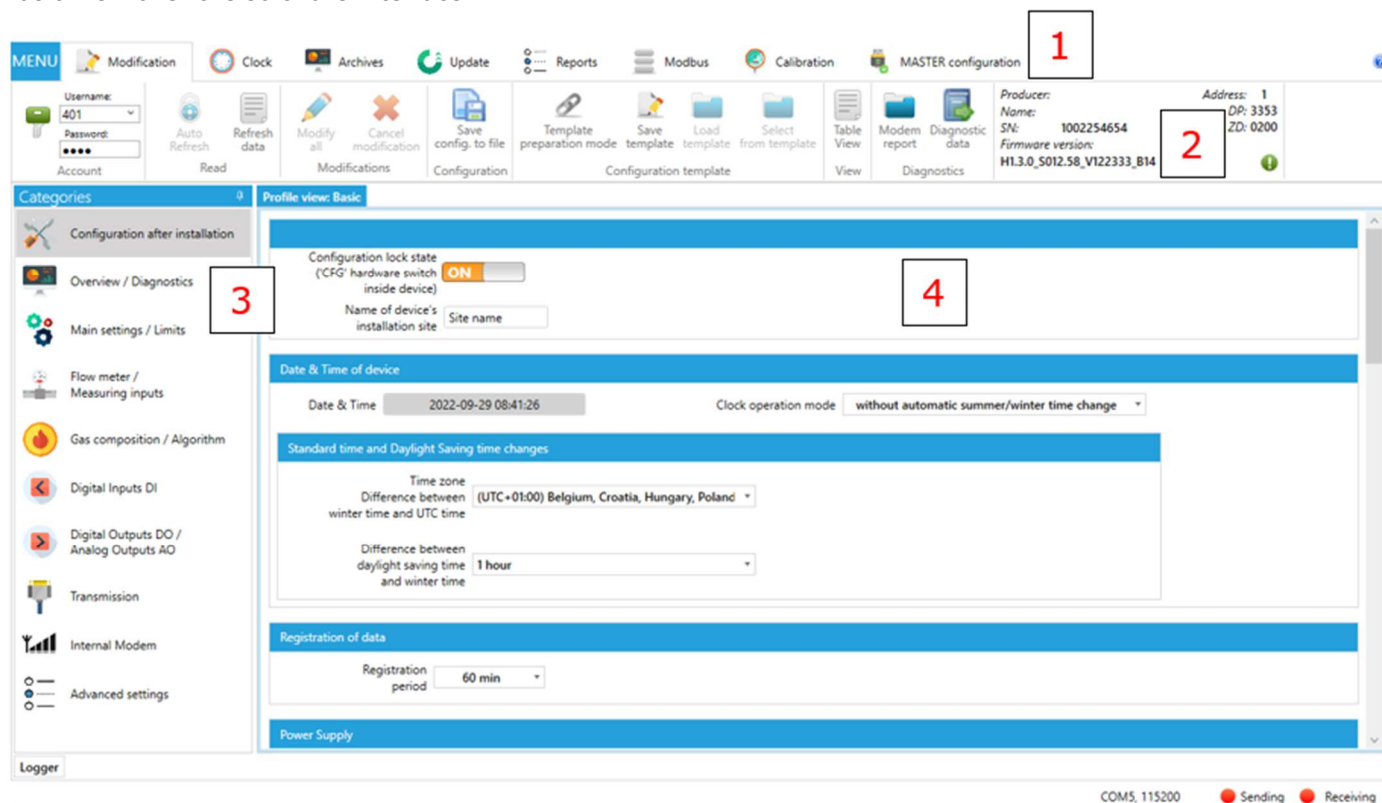 MENU Modification Clock Archives Update Reports Modbus Calibration MASTER configuration 1
Username:
401
Password:
Account
Auto
Refresh
Refresh
data
Read
Modify
all
Cancel
modification
Modifications
Save
config. to file
Configuration
Template
preparation mode
Save
template
Load
template
Select
from template
Configuration template
Table
View
View
Modem
report
Diagnostic
data
Diagnostics
Producer: Address: 1
Name: DP: 3353
SN: 1002254654 ZD: 0200
Firmware version:
H1.3.0_S012.58_V122333_B14
2
Categories
Configuration after installation
Overview / Diagnostics
3
Main settings / Limits
Flow meter /
Measuring inputs
Gas composition / Algorithm
Digital Inputs DI
Digital Outputs DO /
Analog Outputs AO
Transmission
Internal Modem
Advanced settings
Profile view: Basic
Configuration lock state
('CFG' hardware switch
inside device)
ON
4
Name of device's
installation site
Site name
Date & Time of device
Date & Time 2022-09-29 08:41:26 Clock operation mode without automatic summer/winter time change
Standard time and Daylight Saving time changes
Time zone
Difference between
winter time and UTC time
(UTC+01:00) Belgium, Croatia, Hungary, Poland
Difference between
daylight saving time
and winter time
1 hour
Registration of data
Registration
period
60 min
Power Supply
Logger
COM5, 115200 Sending Receiving